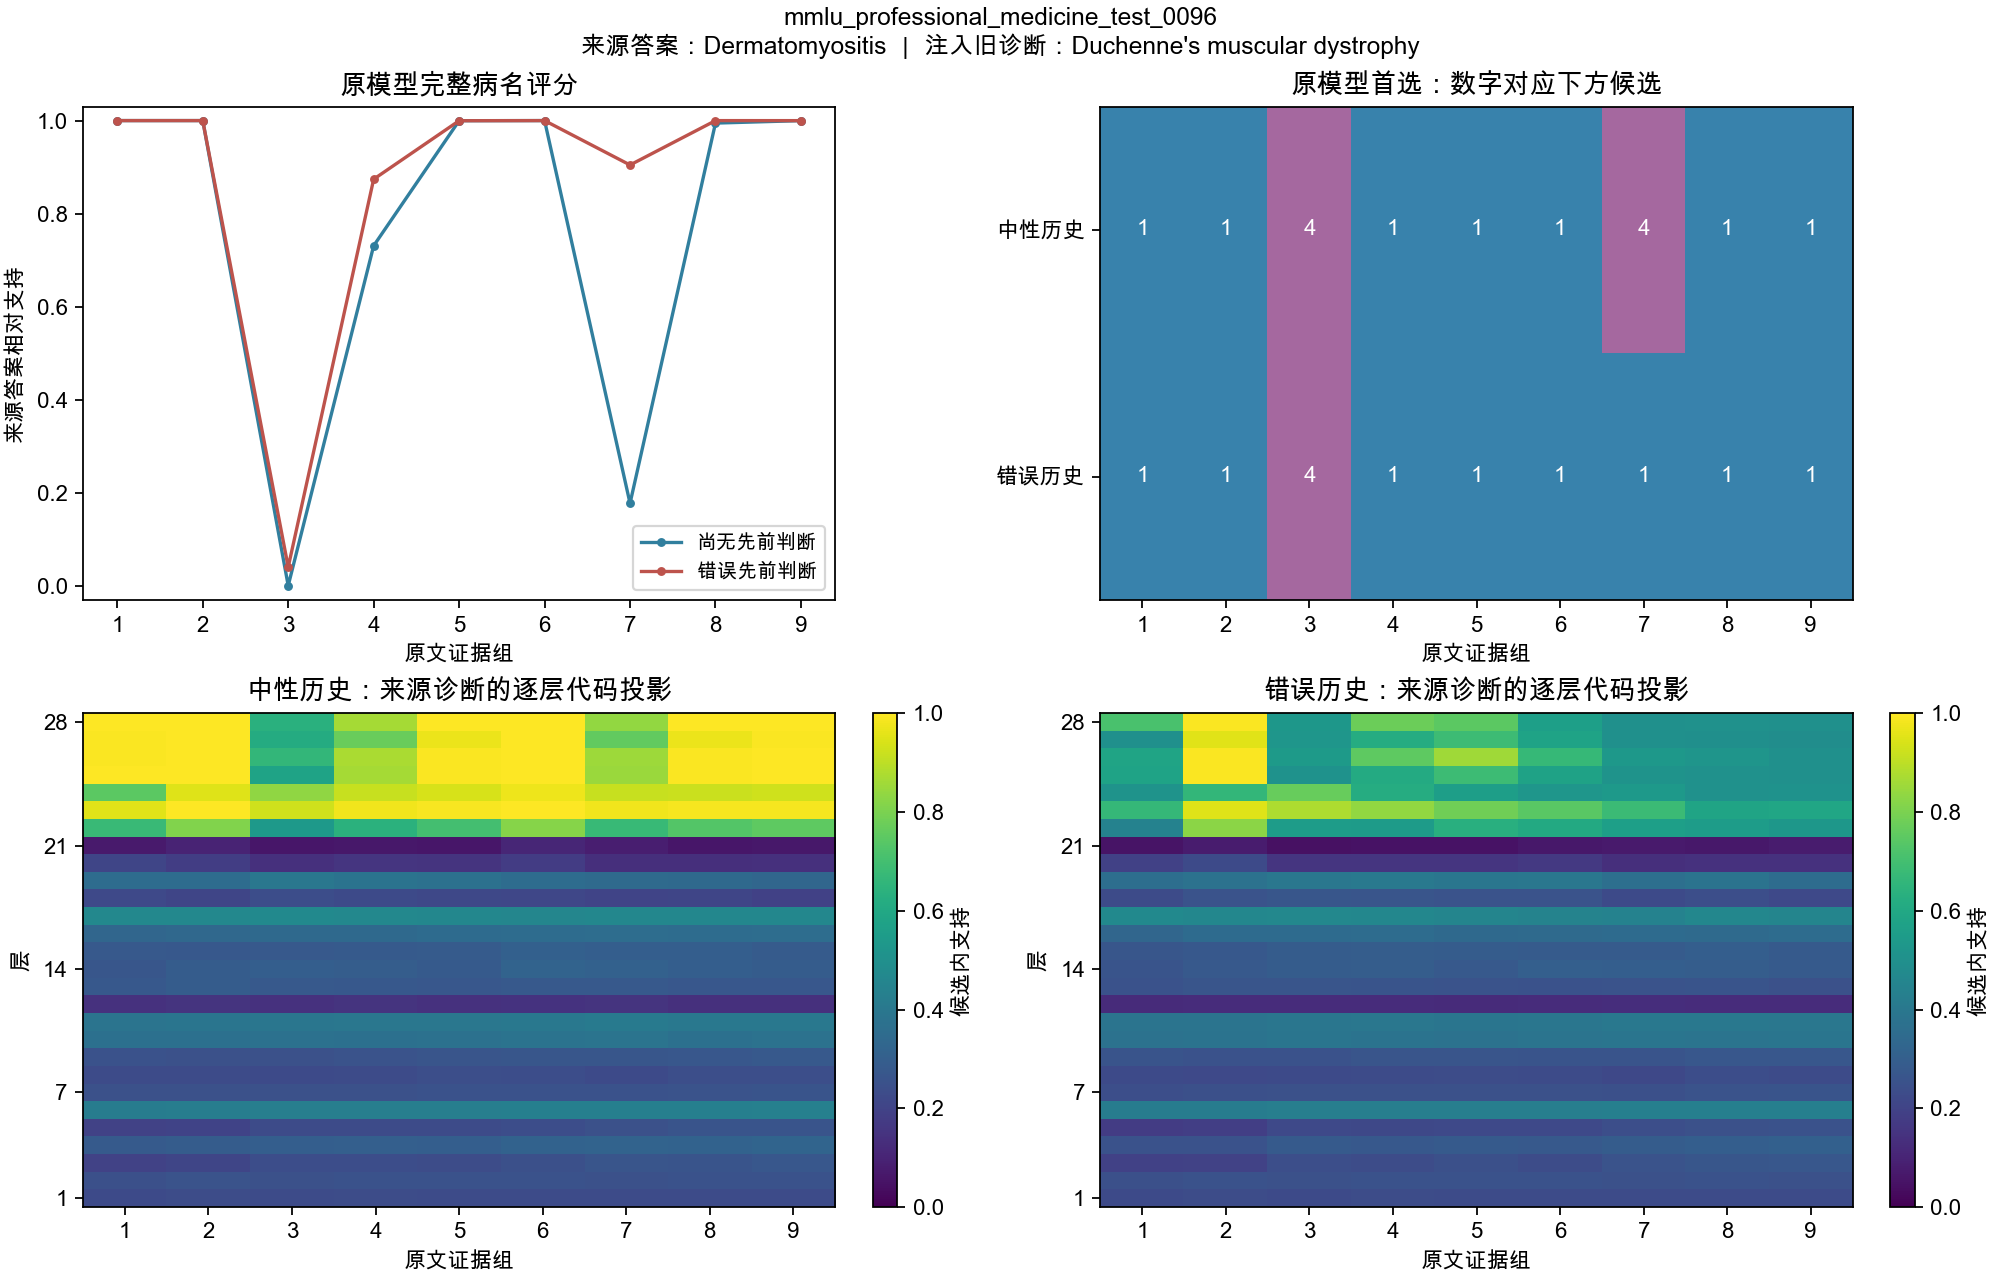 mmlu_professional_medicine_test_0096
来源答案：Dermatomyositis | 注入旧诊断：Duchenne's muscular dystrophy
原模型完整病名评分
来源答案相对支持
1.0
0.8
0.6
0.4
0.2
0.0
尚无先前判断
错误先前判断
1 2 3 4 5 6 7 8 9
原文证据组
原模型首选：数字对应下方候选
中性历史
1 1 4 1 1 1 4 1 1
错误历史
1 1 4 1 1 1 1 1 1
1 2 3 4 5 6 7 8 9
原文证据组
中性历史：来源诊断的逐层代码投影
层
28
21
14
7
1
1 2 3 4 5 6 7 8 9
原文证据组
1.0
0.8
0.6
0.4
0.2
0.0
候选内支持
错误历史：来源诊断的逐层代码投影
层
28
21
14
7
1
1 2 3 4 5 6 7 8 9
原文证据组
1.0
0.8
0.6
0.4
0.2
0.0
候选内支持